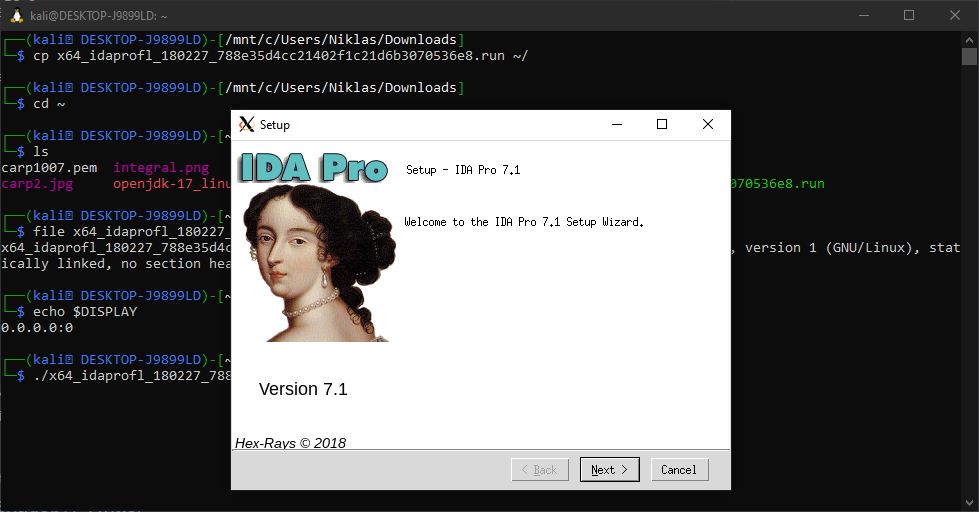 kali@DESKTOP-J9899LD: ~
┌──(kali DESKTOP-J9899LD)-[/mnt/c/Users/Niklas/Downloads]
└─$ cp x64_idaprofl_180227_788e35d4cc21402f1c21d6b3070536e8.run ~/
┌──(kali DESKTOP-J9899LD)-[/mnt/c/Users/Niklas/Downloads]
└─$ cd ~
┌──(kali DESKTOP-J9899LD)-[~
└─$ ls
carp1007.pem integral.png
carp2.jpg openjdk-17_linu 070536e8.run
┌──(kali DESKTOP-J9899LD)-[~
└─$ file x64_idaprofl_180227_
x64_idaprofl_180227_788e35d4c , version 1 (GNU/Linux), stat
ically linked, no section hea
┌──(kali DESKTOP-J9899LD)-[~
└─$ echo $DISPLAY
0.0.0.0:0
┌──(kali DESKTOP-J9899LD)-[~
└─$ ./x64_idaprofl_180227_788
Setup
IDA Pro
Setup - IDA Pro 7.1
Welcome to the IDA Pro 7.1 Setup Wizard.
Version 7.1
Hex-Rays © 2018
< Back Next > Cancel